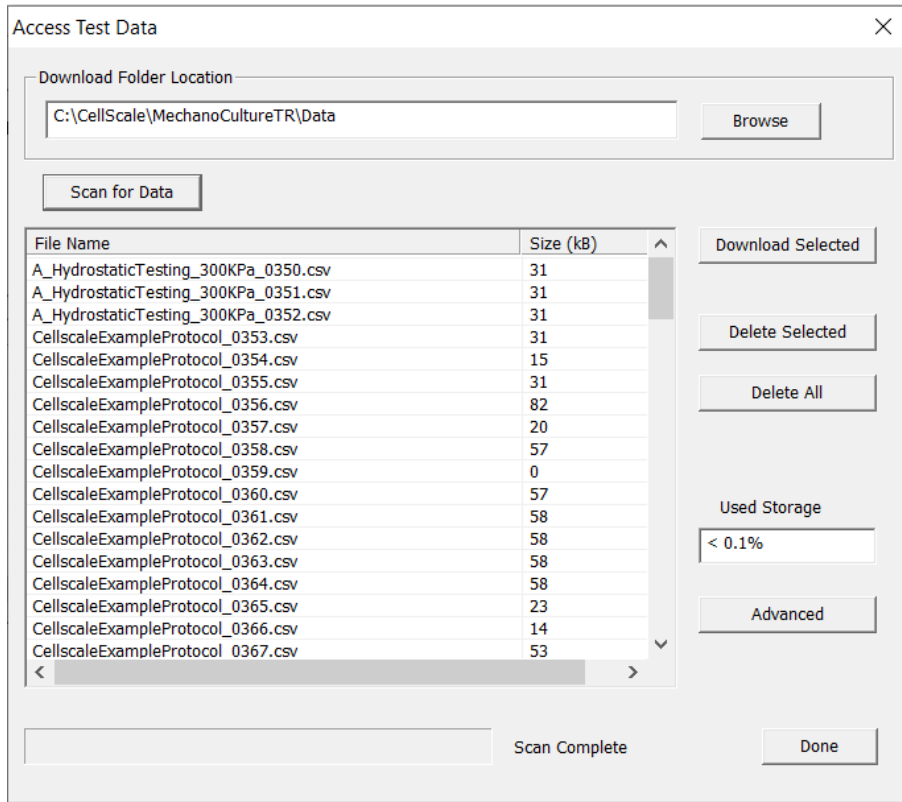 Access Test Data
Download Folder Location
C:\CellScale\MechanoCultureTR\Data
Browse
Scan for Data
File Name Size (kB)
A_HydrostaticTesting_300KPa_0350.csv 31
A_HydrostaticTesting_300KPa_0351.csv 31
A_HydrostaticTesting_300KPa_0352.csv 31
CellscaleExampleProtocol_0353.csv 31
CellscaleExampleProtocol_0354.csv 15
CellscaleExampleProtocol_0355.csv 31
CellscaleExampleProtocol_0356.csv 82
CellscaleExampleProtocol_0357.csv 20
CellscaleExampleProtocol_0358.csv 57
CellscaleExampleProtocol_0359.csv 0
CellscaleExampleProtocol_0360.csv 57
CellscaleExampleProtocol_0361.csv 58
CellscaleExampleProtocol_0362.csv 58
CellscaleExampleProtocol_0363.csv 58
CellscaleExampleProtocol_0364.csv 58
CellscaleExampleProtocol_0365.csv 23
CellscaleExampleProtocol_0366.csv 14
CellscaleExampleProtocol_0367.csv 53
Download Selected
Delete Selected
Delete All
Used Storage
< 0.1%
Advanced
Scan Complete
Done